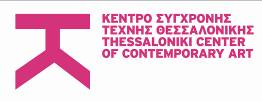 ΚΕΝΤΡΟ ΣΥΓΧΡΟΝΗΣ
ΤΕΧΝΗΣ ΘΕΣΣΑΛΟΝΙΚΗΣ
THESSALONIKI CENTER
OF CONTEMPORARY ART